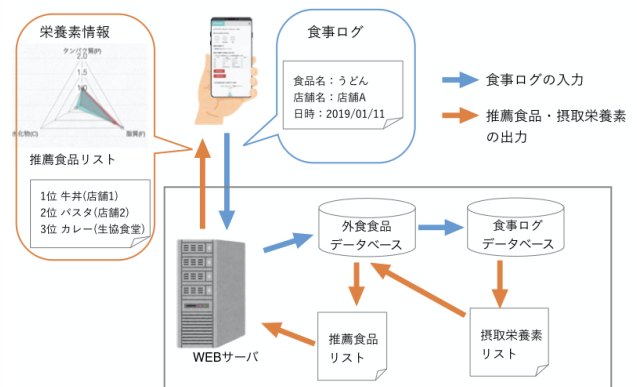 栄養素情報
タンパク質(P)
2.0
1.5
1.0
水化物(C)
脂質(F)
推薦食品リスト
1位 牛丼(店舗1)
2位 パスタ(店舗2)
3位 カレー(生協食堂)
食事ログ
食品名：うどん
店舗名：店舗A
日時：2019/01/11
食事ログの入力
推薦食品・摂取栄養素
の出力
外食食品
データベース
食事ログ
データベース
WEBサーバ
推薦食品
リスト
摂取栄養素
リスト